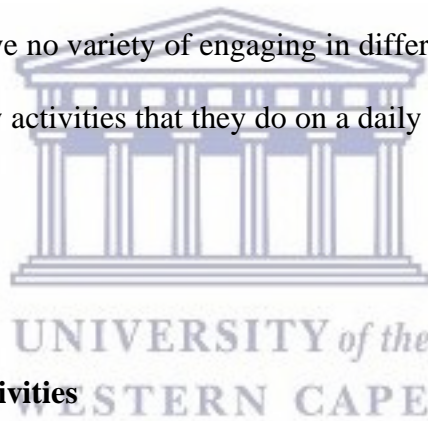 ve no variety of engaging in differ
activities that they do on a daily
UNIVERSITY of the
ivities
WESTERN CAPE